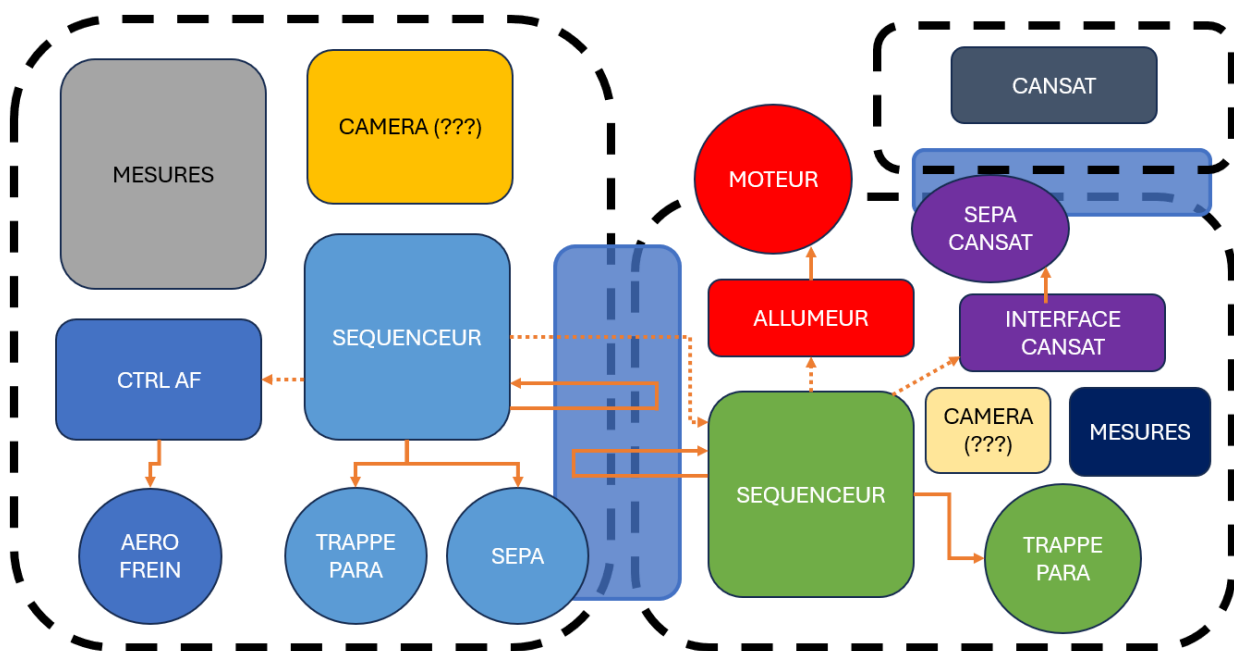 MESURES
CAMERA (???)
SEQUENCEUR
CTRL AF
AERO
FREIN
TRAPPE
PARA
SEPA
CANSAT
MOTEUR
SEPA
CANSAT
ALLUMEUR
INTERFACE
CANSAT
CAMERA
(???)
MESURES
SEQUENCEUR
TRAPPE
PARA